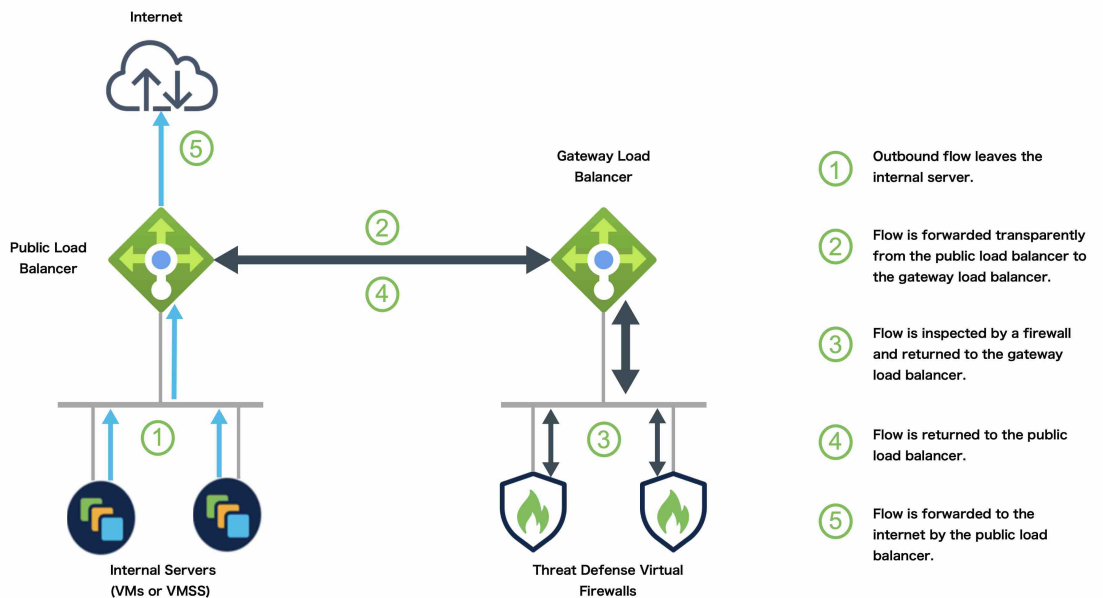 Internet
5
Gateway Load
Balancer
Public Load
Balancer
2
4
1
3
Internal Servers
(VMs or VMSS)
Threat Defense Virtual
Firewalls
1
Outbound flow leaves the
internal server.
2
Flow is forwarded transparently
from the public load balancer to
the gateway load balancer.
3
Flow is inspected by a firewall
and returned to the gateway
load balancer.
4
Flow is returned to the public
load balancer.
5
Flow is forwarded to the
internet by the public load
balancer.